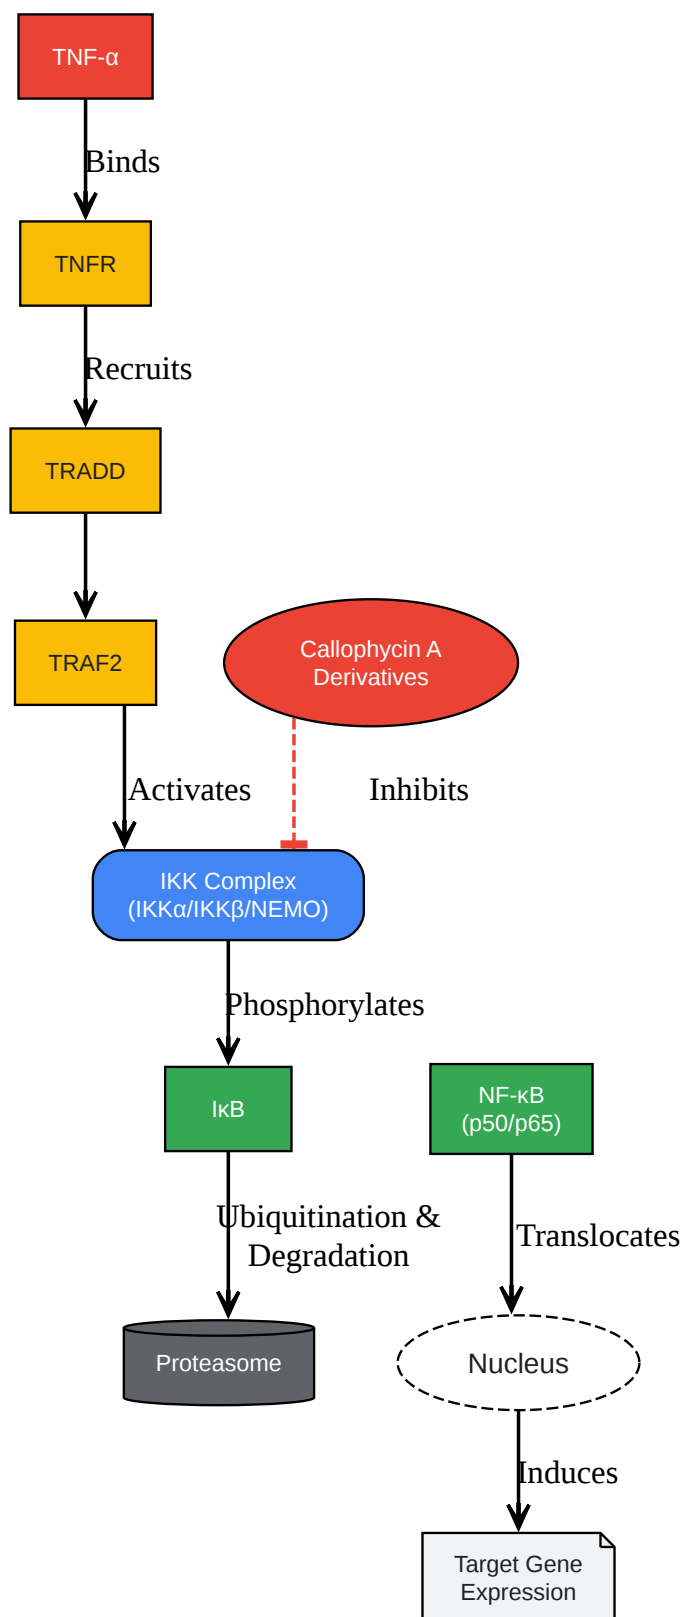 TNF-α
Binds
TNFR
Recruits
TRADD
TRAF2
Callophycin A
Derivatives
Activates
Inhibits
IKK Complex
(IKKα/IKKβ/NEMO)
Phosphorylates
IκB
NF-κB
(p50/p65)
Ubiquitination &
Degradation
Translocates
Proteasome
Nucleus
Induces
Target Gene
Expression